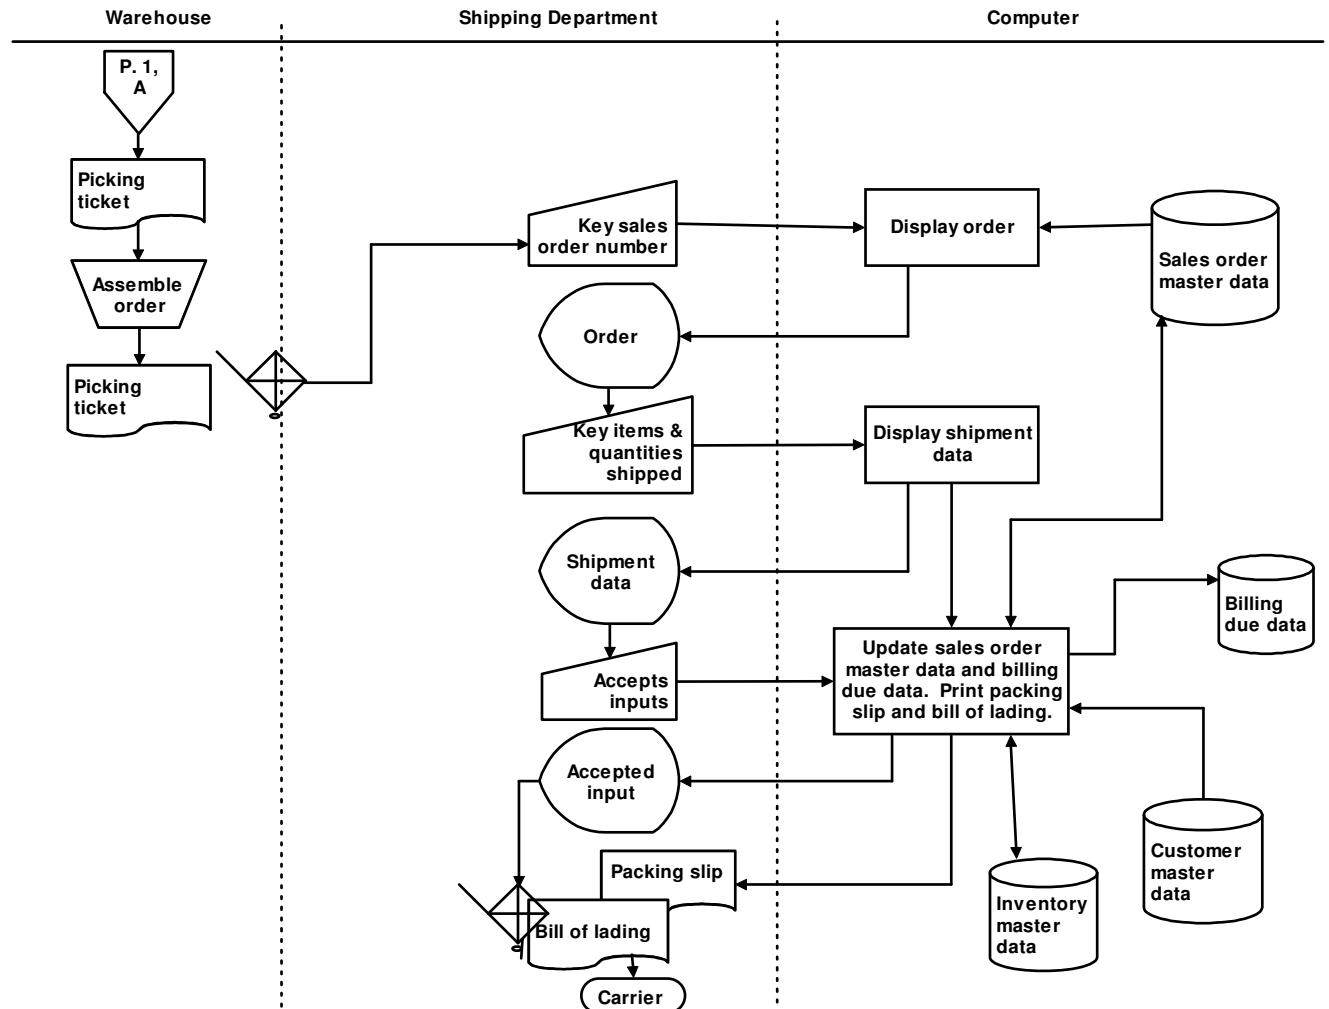 Warehouse
Shipping Department
Computer
P. 1,
A
Picking
ticket
Assemble
order
Picking
ticket
Key sales
order number
Display order
Sales order
master data
Order
Key items &
quantities
shipped
Display shipment
data
Shipment
data
Billing
due data
Accepts
inputs
Update sales order
master data and billing
due data. Print packing
slip and bill of lading.
Accepted
input
Customer
master
data
Packing slip
Inventory
master
data
Bill of lading
Carrier